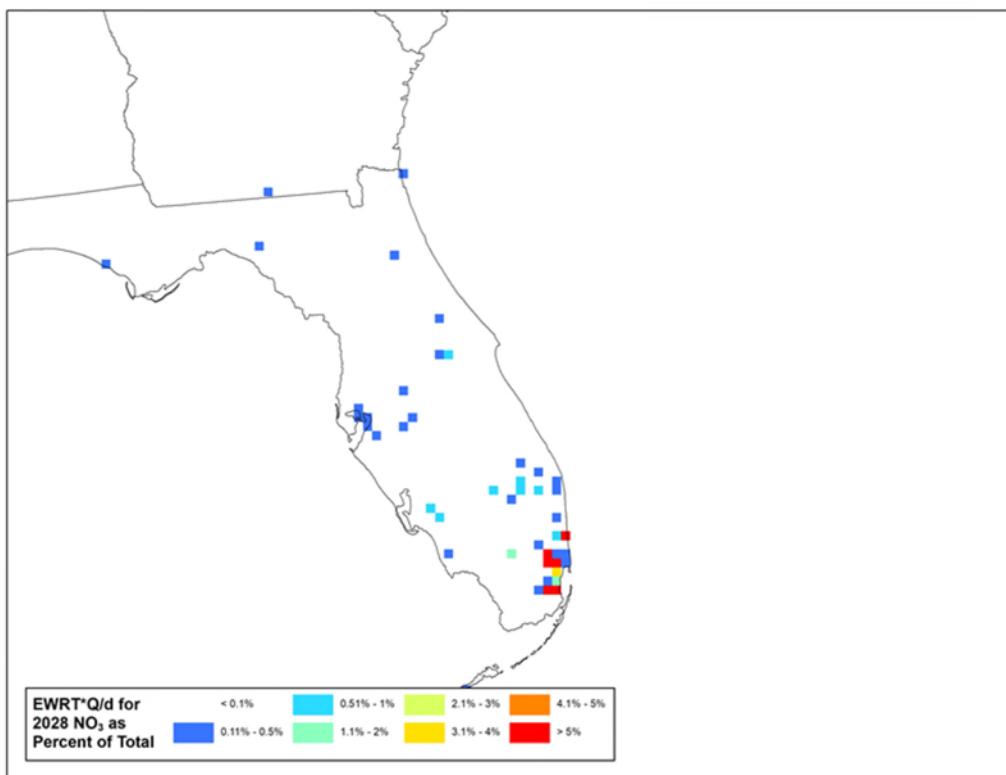 EWRT*Q/d for
2028 NO₃ as
Percent of Total
< 0.1%
0.11% - 0.5%
0.51% - 1%
1.1% - 2%
2.1% - 3%
3.1% - 4%
4.1% - 5%
> 5%